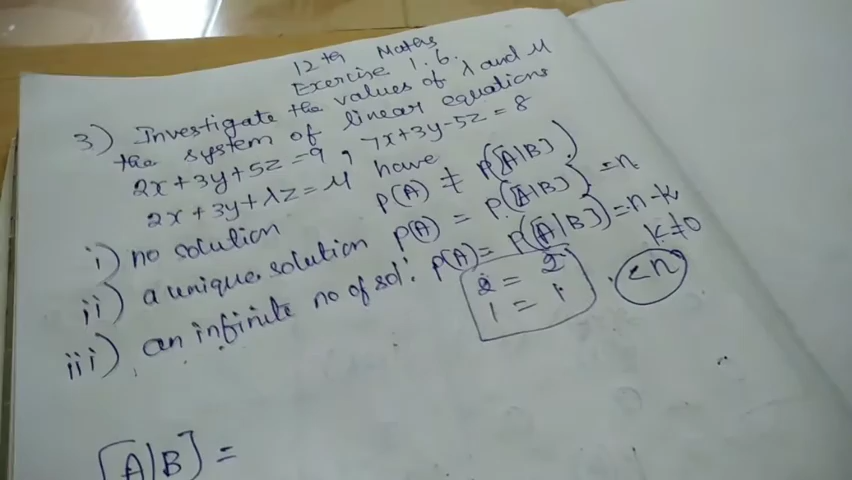 12th Maths
Exercise 1.6.
3) Investigate the values of λ and μ
the system of linear equations
2x+3y+5z=9, 7x+3y-5z=8
2x+3y+λz=μ have
i) no solution ρ(A) ≠ ρ([A|B])
ii) a unique solution ρ(A) = ρ([A|B]) = n
iii) an infinite no of sol: ρ(A) = ρ([A|B]) = n-k
k≠0
2 = 2
1 = 1
< n
[A|B] =